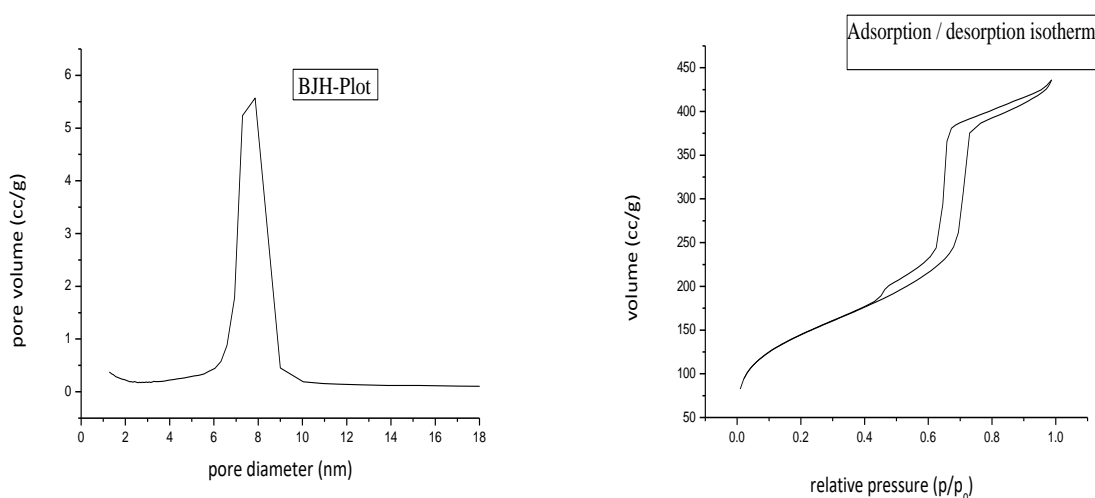 BJH-Plot
pore volume (cc/g)
6
5
4
3
2
1
0
0 2 4 6 8 10 12 14 16 18
pore diameter (nm)
Adsorption / desorption isotherm
volume (cc/g)
450
400
350
300
250
200
150
100
50
0.0 0.2 0.4 0.6 0.8 1.0
relative pressure (p/p0)